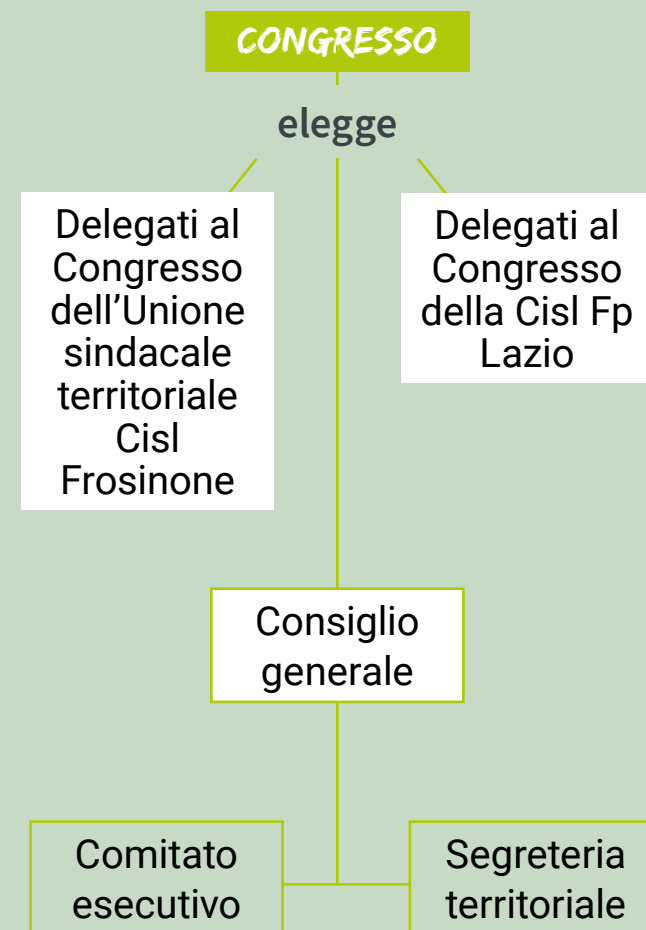 CONGRESSO
elegge
Delegati al
Congresso
dell’Unione
sindacale
territoriale
Cisl
Frosinone
Delegati al
Congresso
della Cisl Fp
Lazio
Consiglio
generale
Comitato
esecutivo
Segreteria
territoriale